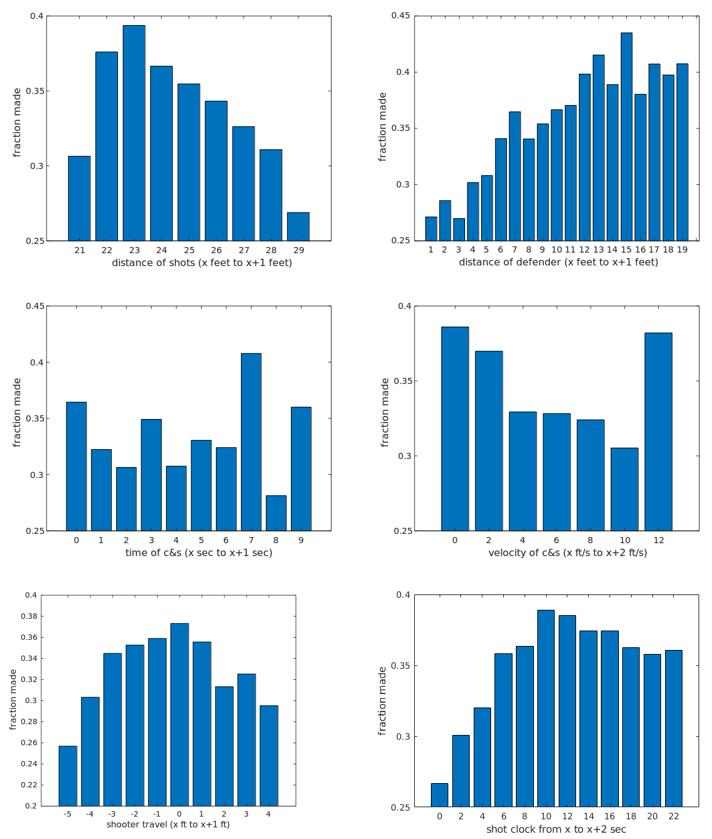 0.4
0.35
0.3
0.25
fraction made
21 22 23 24 25 26 27 28 29
distance of shots (x feet to x+1 feet)
0.45
0.4
0.35
0.3
0.25
fraction made
1 2 3 4 5 6 7 8 9 10 11 12 13 14 15 16 17 18 19
distance of defender (x feet to x+1 feet)
0.45
0.4
0.35
0.3
0.25
fraction made
0 1 2 3 4 5 6 7 8 9
time of c&s (x sec to x+1 sec)
0.4
0.35
0.3
0.25
fraction made
0 2 4 6 8 10 12
velocity of c&s (x ft/s to x+2 ft/s)
0.4
0.38
0.36
0.34
0.32
0.3
0.28
0.26
0.24
0.22
0.2
fraction made
-5 -4 -3 -2 -1 0 1 2 3 4
shooter travel (x ft to x+1 ft)
0.4
0.35
0.3
0.25
fraction made
0 2 4 6 8 10 12 14 16 18 20 22
shot clock from x to x+2 sec